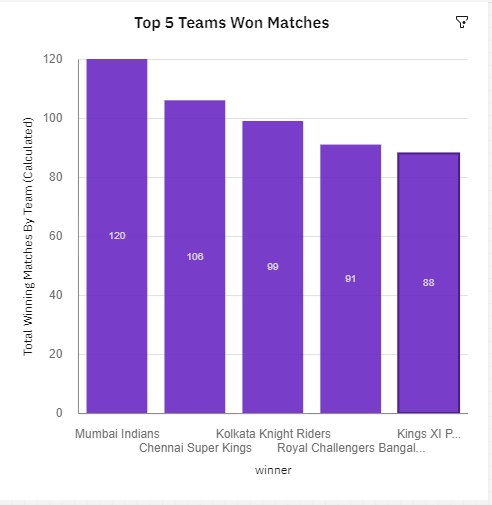 Top 5 Teams Won Matches
Total Winning Matches By Team (Calculated)
120
100
80
60
40
20
0
120
106
99
91
88
Mumbai Indians
Chennai Super Kings
Kolkata Knight Riders
Royal Challengers Bangal...
Kings XI P...
winner